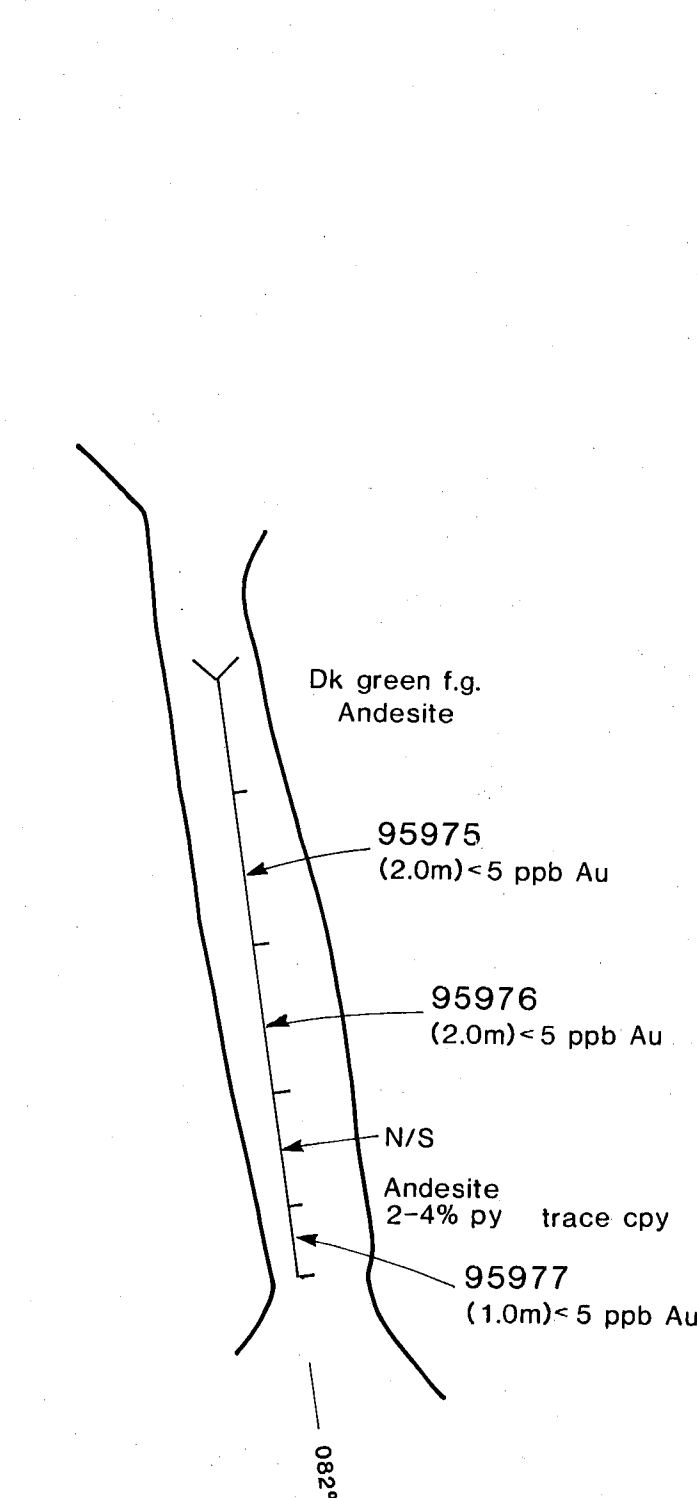 Dk green f.g.
Andesite
95975
(2.0m)<5 ppb Au
95976
(2.0m)<5 ppb Au
N/S
Andesite
2-4% py trace cpy
95977
(1.0m)<5 ppb Au
082°